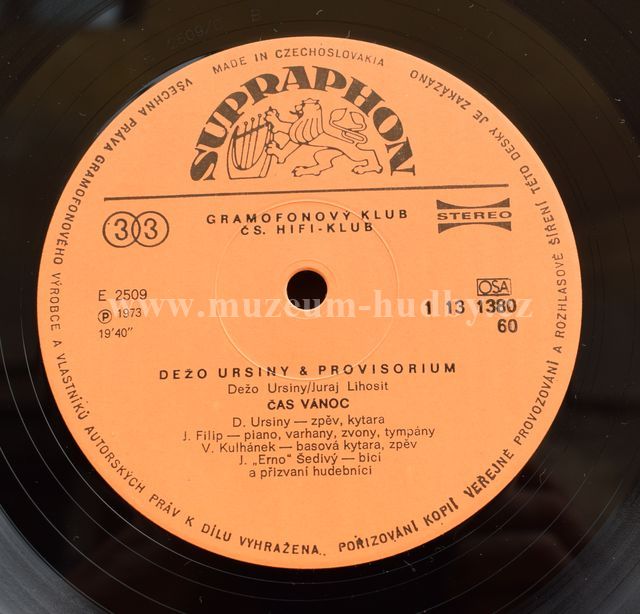 E 2509/B
MADE IN CZECHOSLOVAKIA
VŠECHNA PRÁVA GRAMOFONOVÉHO VÝROBCE A VLASTNÍKŮ AUTORSKÝCH PRÁV K DÍLU VYHRAŽENA. POŘIZOVÁNÍ KOPIÍ VEŘEJNÉ PROVOZOVÁNÍ A ROZHLASOVÉ ŠÍŘENÍ TÉTO DESKY JE ZAKÁZÁNO
SUPRAPHON
33
GRAMOFONOVÝ KLUB
ČS. HIFI-KLUB
STEREO
E 2509
Ⓟ 1973
19′40″
OSA
1 13 1380
60
www.muzeum-hudby.cz
DEŽO URSINY & PROVISORIUM
Dežo Ursiny/Juraj Lihosit
ČAS VÁNOC
D. Ursiny — zpěv, kytara
J. Filip — piano, varhany, zvony, tympány
V. Kulhánek — basová kytara, zpěv
J. „Erno” Šedivý — bicí
a přizvaní hudebníci